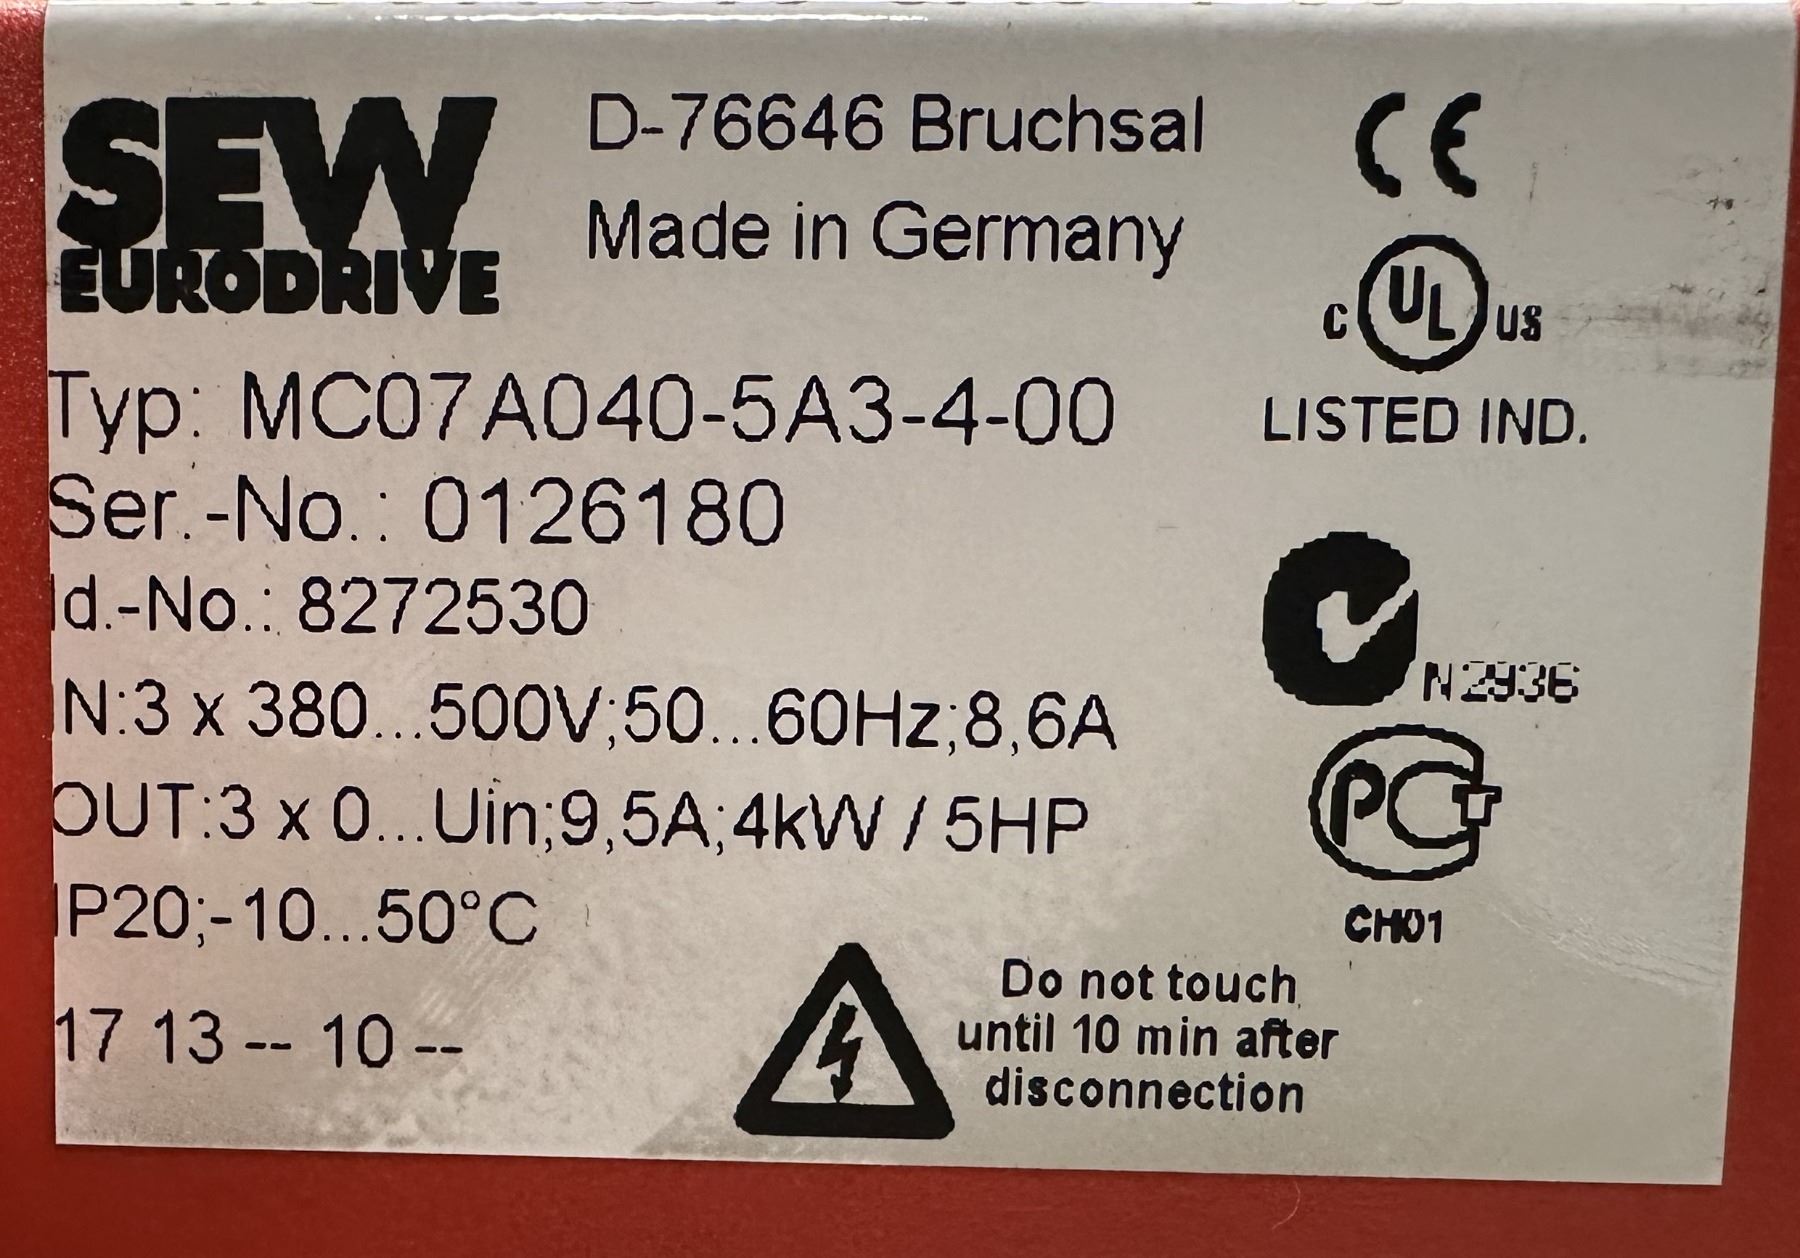 SEW
EURODRIVE
D-76646 Bruchsal
Made in Germany
CE
C UL US
LISTED IND.
Typ: MC07A040-5A3-4-00
Ser.-No.: 0126180
Id.-No.: 8272530
N2936
IN:3 x 380...500V;50...60Hz;8,6A
OUT:3 x 0...Uin;9,5A;4kW / 5HP
PCT
IP20;-10...50°C
CH01
17 13 -- 10 --
Do not touch
until 10 min after
disconnection